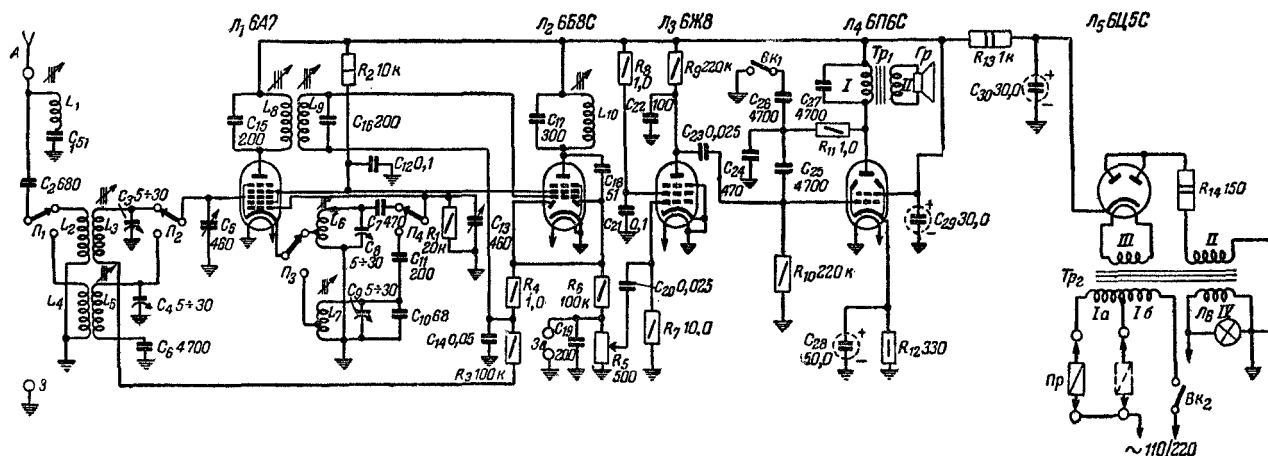 Л₁ 6А7
Л₂ 6Б8С
Л₃ 6Ж8
Л₄ 6П6С
Л₅ 6Ц5С
А
L₁
C₁ 51
C₂ 680
П₁
L₂
L₃
C₃ 5÷30
П₂
L₄
L₅
C₄ 5÷30
C₆ 4700
З
C₅ 460
C₁₅ 200
L₈
L₉
R₂ 10к
C₁₆ 200
C₁₂ 0,1
П₃
L₆
C₇ 470
C₈ 5÷30
П₄
R₁ 20к
C₁₁ 200
C₁₃ 460
L₇
C₉ 5÷30
C₁₀ 68
C₁₄ 0,05
R₄ 1,0
R₃ 100к
C₁₇ 300
L₁₀
C₁₈ 51
Зв
C₁₉ 200
R₆ 100к
R₅ 500
R₈ 1,0
C₂₁ 0,1
C₂₂ 100
R₉ 220к
C₂₀ 0,025
R₇ 10,0
C₂₃ 0,025
Вк₁
C₂₆ 4700
C₂₄ 470
C₂₅ 4700
C₂₇ 4700
R₁₁ 1,0
R₁₀ 220к
I
Тр₁
II
Гр
C₂₈ 50,0
+
−
R₁₂ 330
C₂₉ 30,0
+
−
R₁₃ 1к
C₃₀ 30,0
+
−
R₁₄ 150
III
II
Тр₂
Iа
Iб
Лв
IV
Пр
Вк₂
~ 110/220